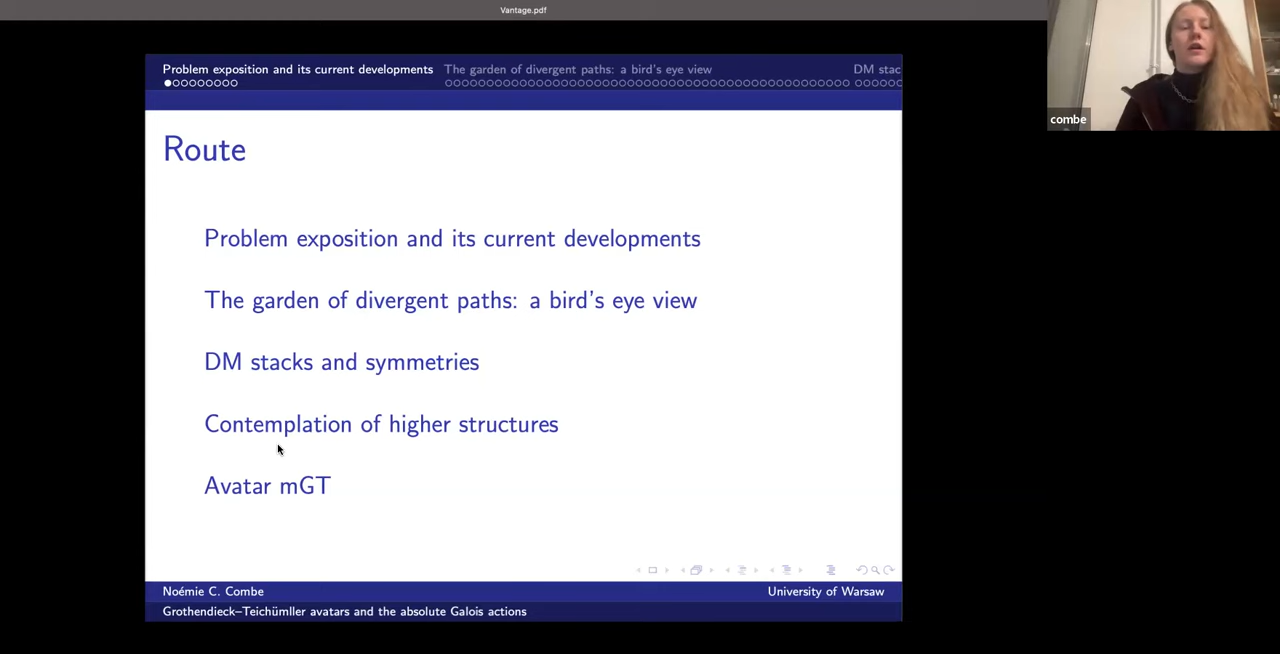 Vantage.pdf
combe
Problem exposition and its current developments
The garden of divergent paths: a bird's eye view
DM stac
Route
Problem exposition and its current developments
The garden of divergent paths: a bird's eye view
DM stacks and symmetries
Contemplation of higher structures
Avatar mGT
Noémie C. Combe
University of Warsaw
Grothendieck–Teichümller avatars and the absolute Galois actions